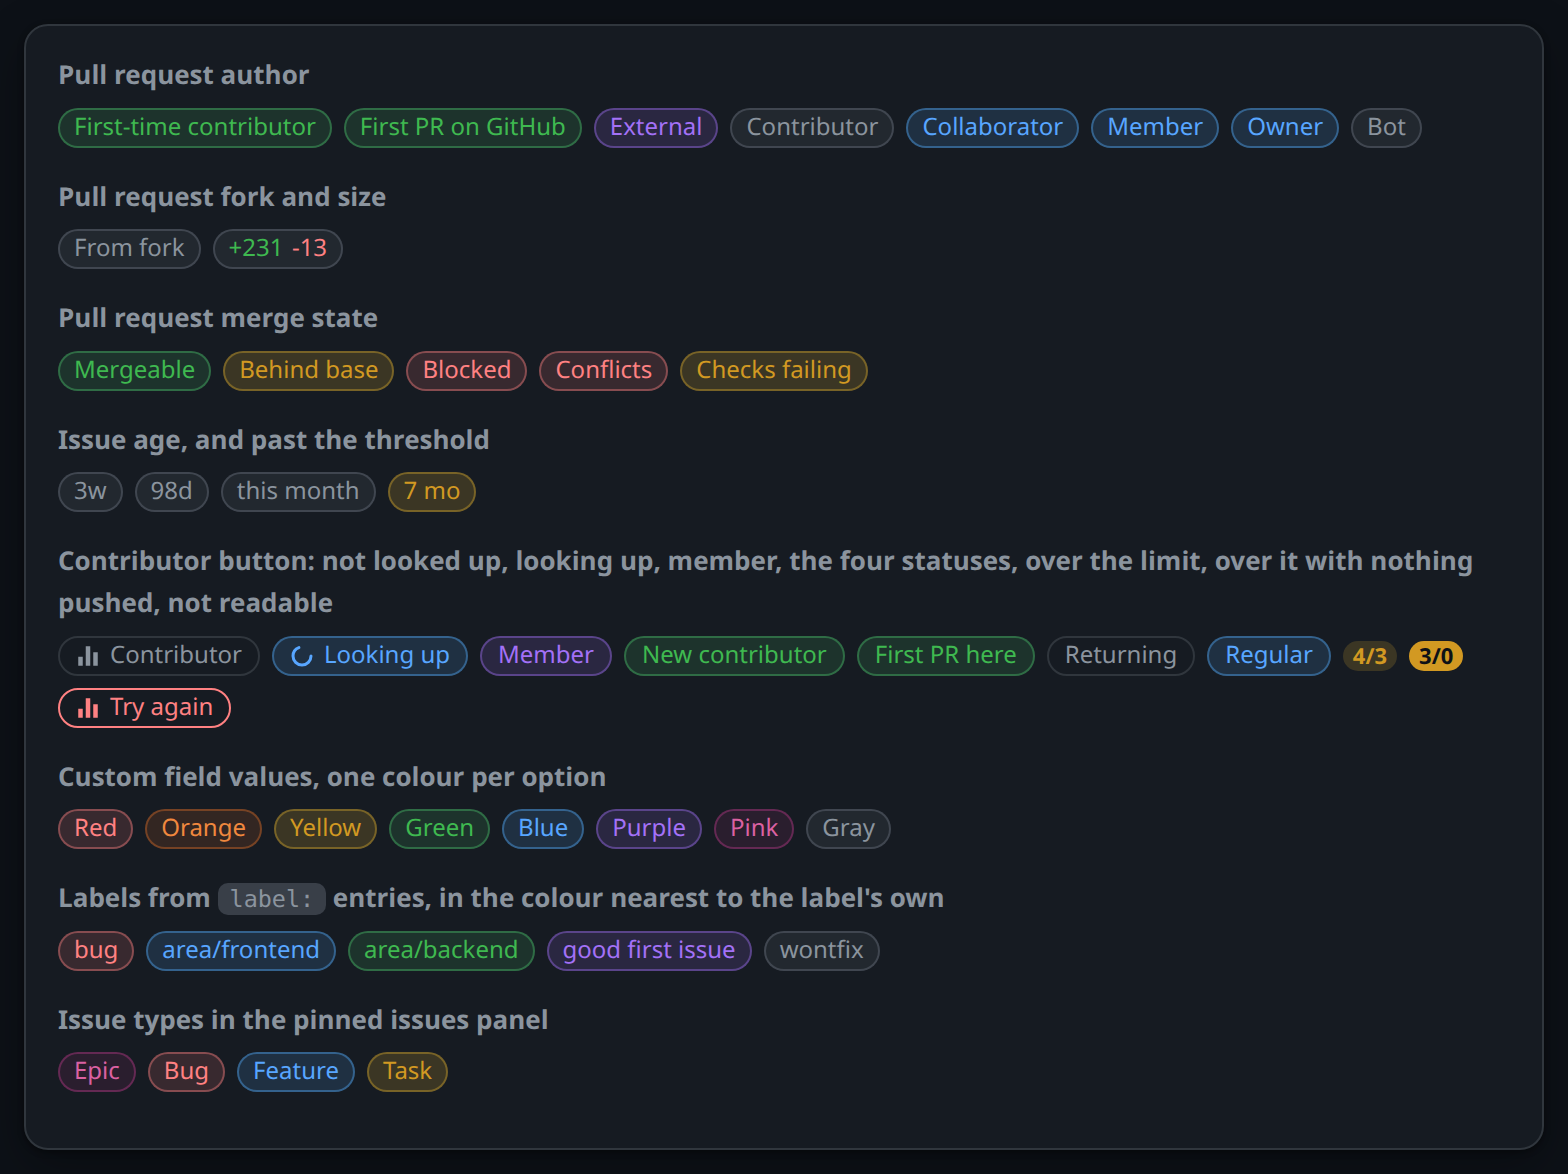 Pull request author
First-time contributor First PR on GitHub External Contributor Collaborator Member Owner Bot
Pull request fork and size
From fork +231 -13
Pull request merge state
Mergeable Behind base Blocked Conflicts Checks failing
Issue age, and past the threshold
3w 98d this month 7 mo
Contributor button: not looked up, looking up, member, the four statuses, over the limit, over it with nothing
pushed, not readable
Contributor Looking up Member New contributor First PR here Returning Regular 4/3 3/0
Try again
Custom field values, one colour per option
Red Orange Yellow Green Blue Purple Pink Gray
Labels from label: entries, in the colour nearest to the label's own
bug area/frontend area/backend good first issue wontfix
Issue types in the pinned issues panel
Epic Bug Feature Task